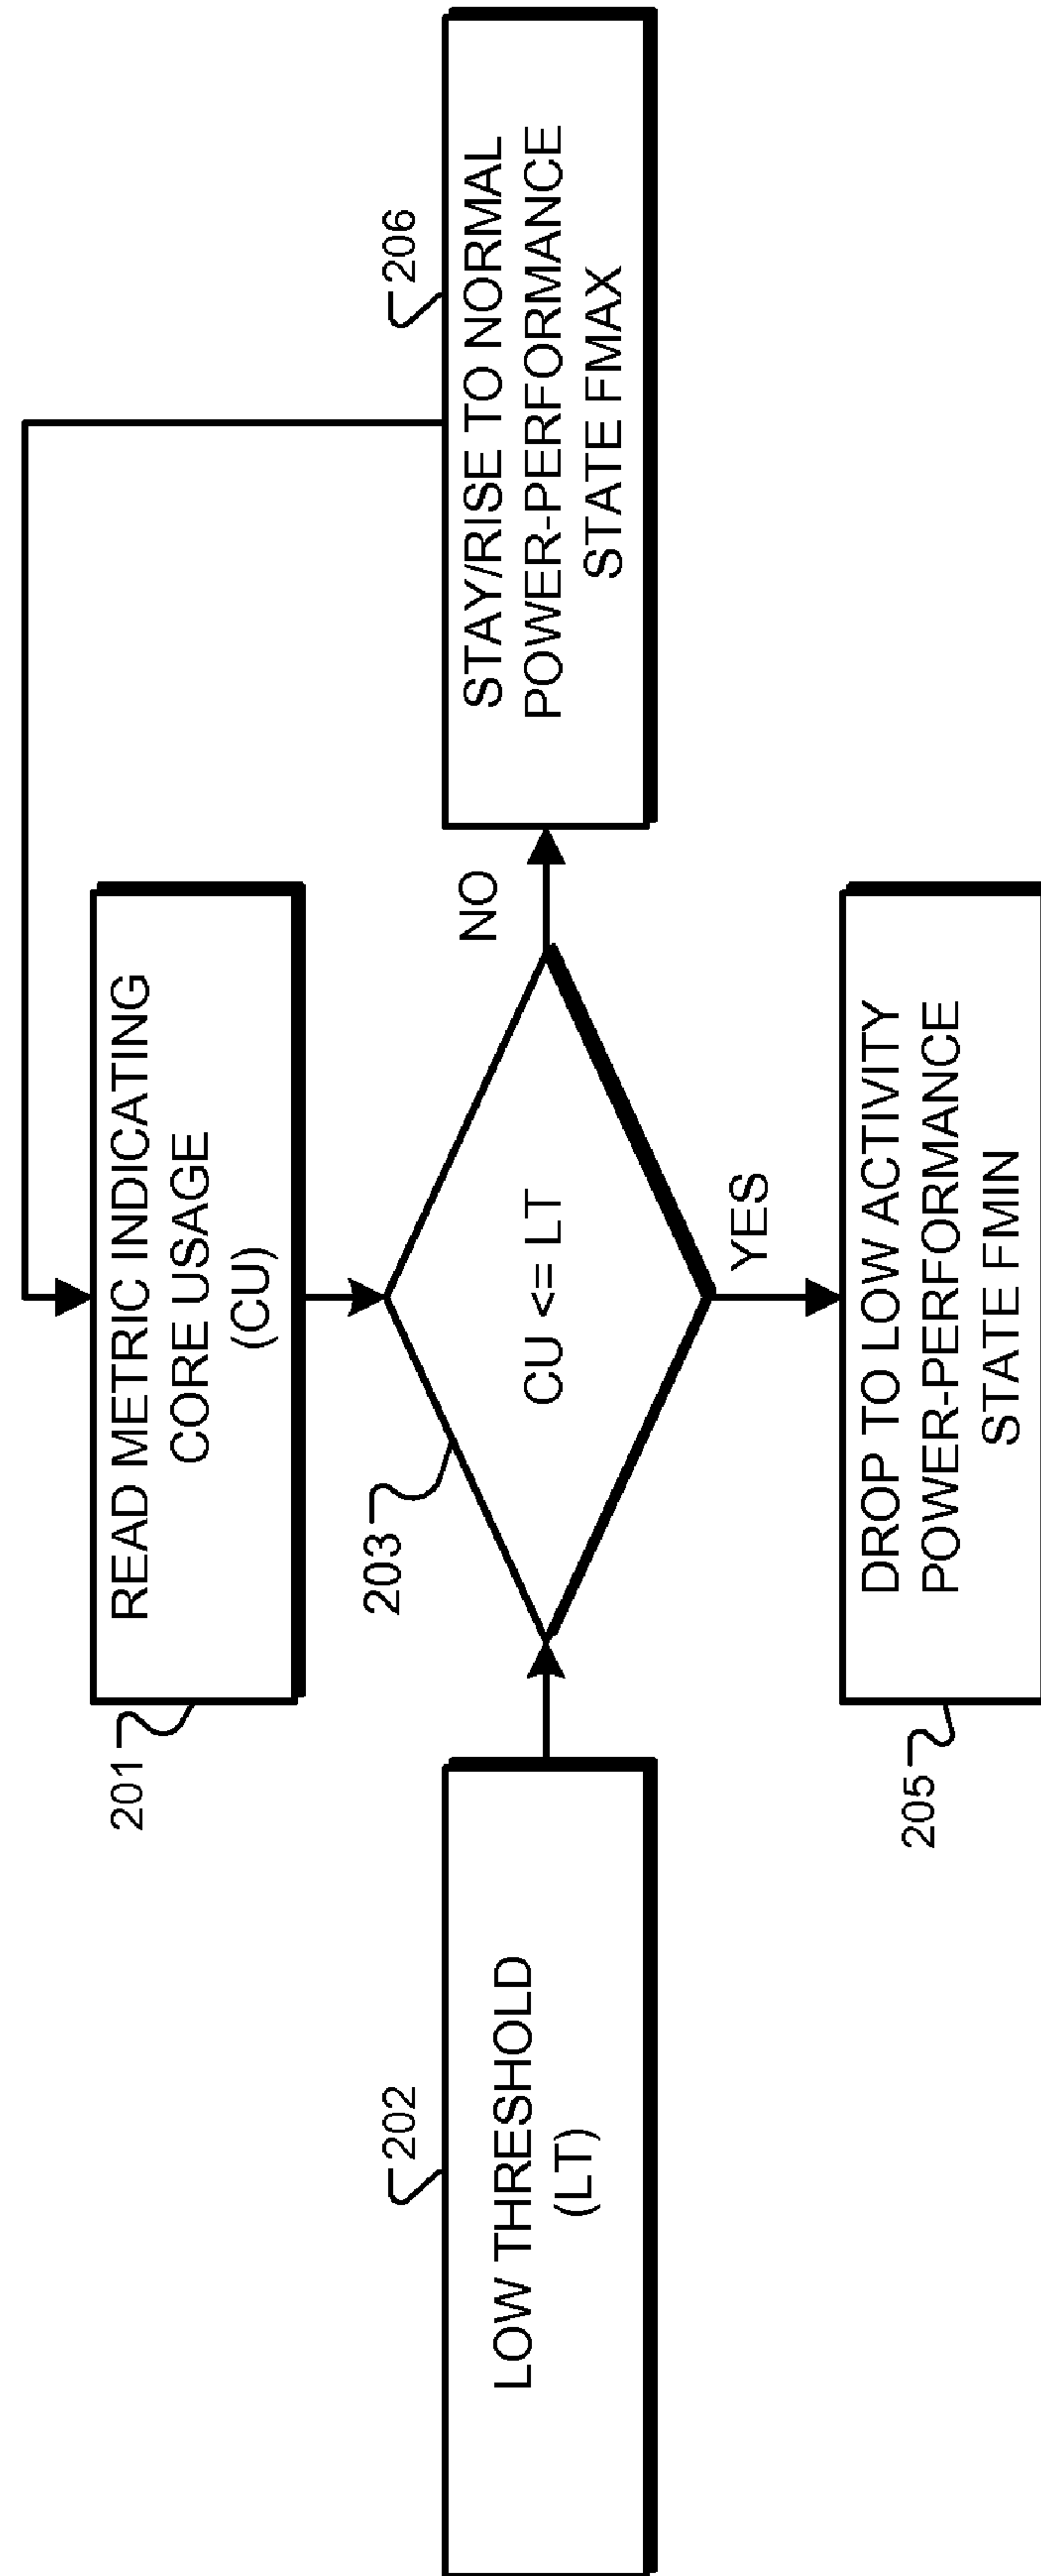 201
READ METRIC INDICATING
CORE USAGE
(CU)
202
LOW THRESHOLD
(LT)
203
CU <= LT
NO
206
STAY/RISE TO NORMAL
POWER-PERFORMANCE
STATE FMAX
YES
205
DROP TO LOW ACTIVITY
POWER-PERFORMANCE
STATE FMIN